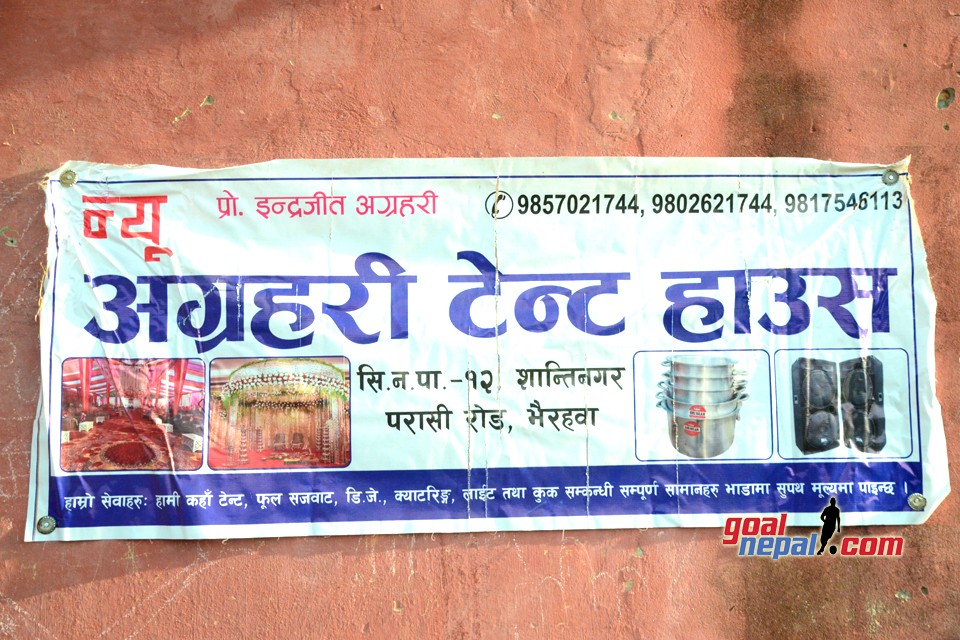 न्यू
प्रो. इन्द्रजीत अग्रहरी
9857021744, 9802621744, 9817546113
अग्रहरी टेन्ट हाउस
सि.न.पा.-१२ शान्तिनगर
परासी रोड, भैरहवा
हाम्रो सेवाहरुः हामी कहाँ टेन्ट, फूल सजवाट, डि.जे., क्याटरिङ्ग, लाईट तथा कुक सम्बन्धी सम्पूर्ण सामानहरु भाडामा सुपथ मूल्यमा पाइन्छ ।
goal
nepal.com